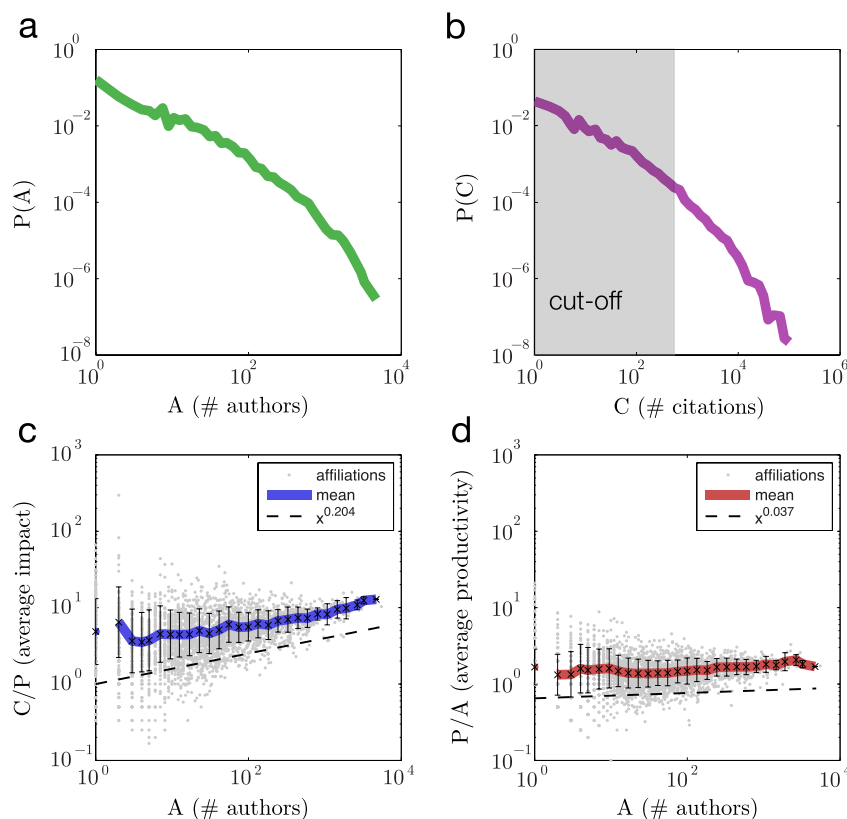 a
10^0
10^-2
10^-4
10^-6
10^-8
P(A)
10^0 10^2 10^4
A (# authors)
b
10^0
10^-2
10^-4
10^-6
10^-8
P(C)
cut-off
10^0 10^2 10^4 10^6
C (# citations)
c
10^3
10^2
10^1
10^0
10^-1
C/P (average impact)
affiliations
mean
x^0.204
10^0 10^2 10^4
A (# authors)
d
10^3
10^2
10^1
10^0
10^-1
P/A (average productivity)
affiliations
mean
x^0.037
10^0 10^2 10^4
A (# authors)